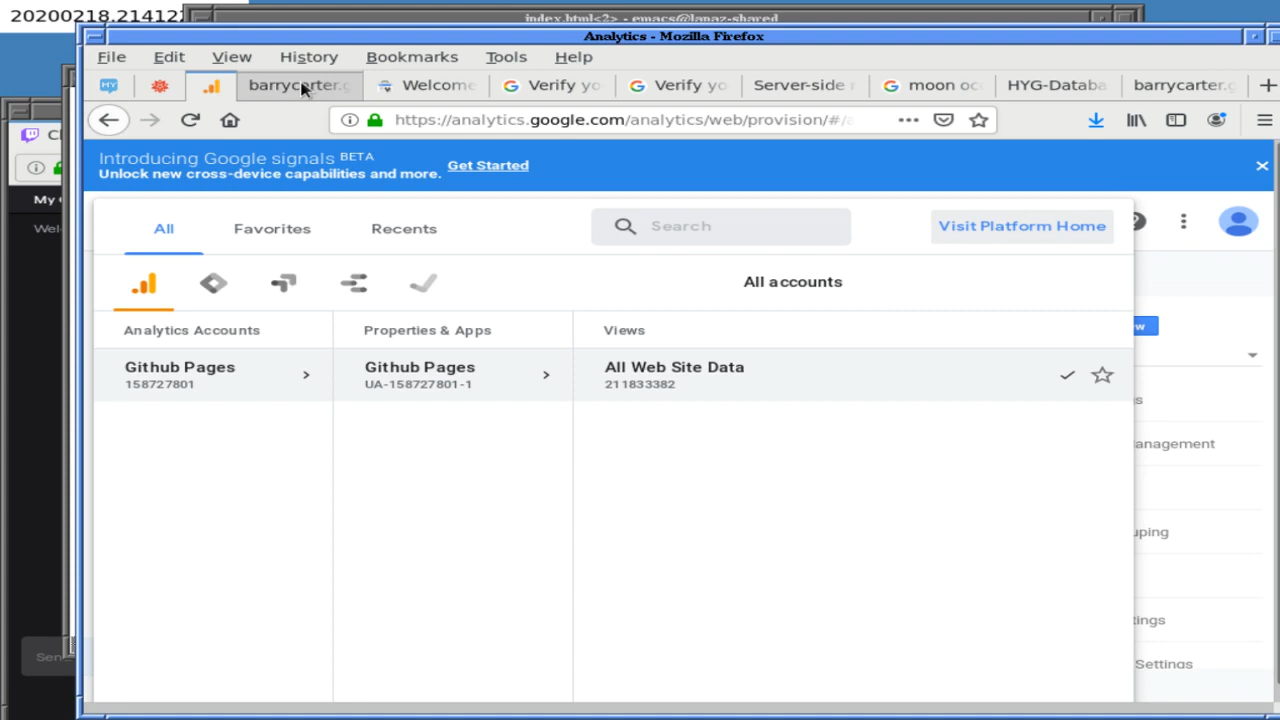 20200218.21412
index.html<2> - emacs@lanaz-shared
Analytics - Mozilla Firefox
File Edit View History Bookmarks Tools Help
barrycarter.g Welcome Verify yo Verify yo Server-side moon oc HYG-Databa barrycarter.g
https://analytics.google.com/analytics/web/provision/#/a
Introducing Google signals BETA
Unlock new cross-device capabilities and more. Get Started
My
Wel
All Favorites Recents Search Visit Platform Home
All accounts
Analytics Accounts Properties & Apps Views
Github Pages Github Pages All Web Site Data
158727801 UA-158727801-1 211833382
ew
s
anagement
uping
tings
Settings
Sen